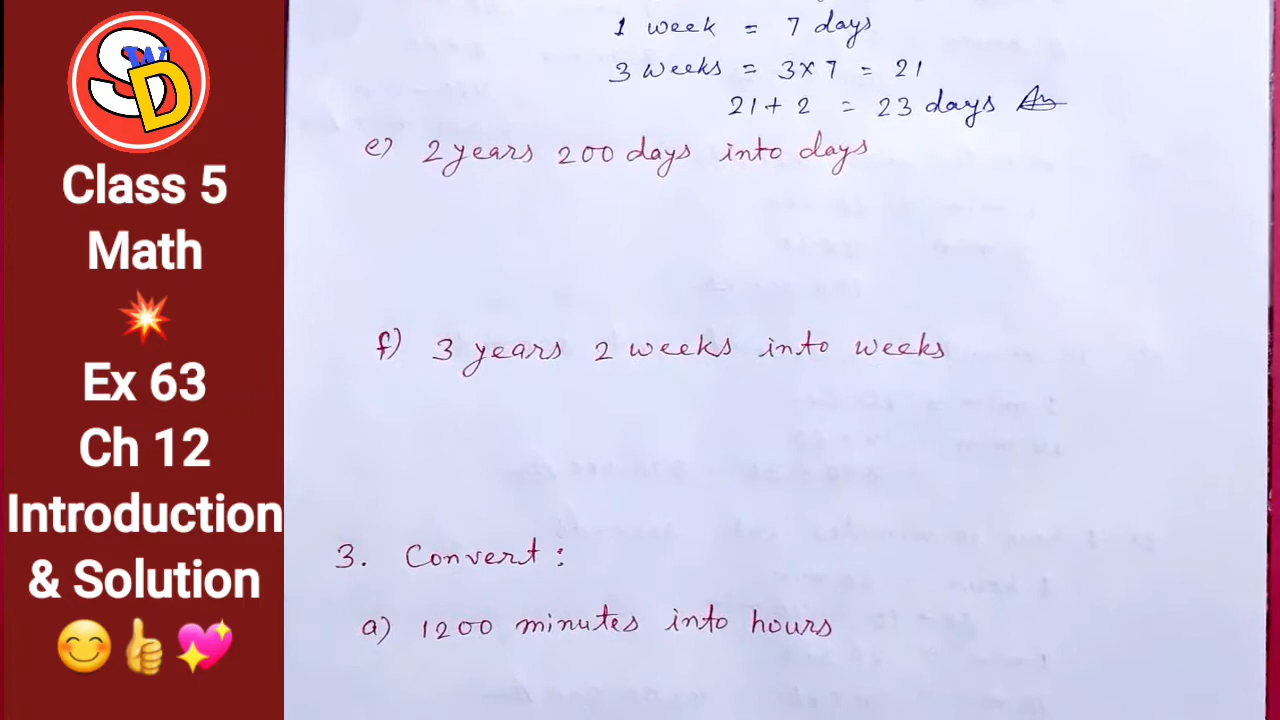 SWD
Class 5
Math
💥
Ex 63
Ch 12
Introduction
& Solution
😊👍💖
1 week = 7 days
3 weeks = 3×7 = 21
21+ 2 = 23 days Ans
e) 2 years 200 days into days
f) 3 years 2 weeks into weeks
3. Convert :
a) 1200 minutes into hours